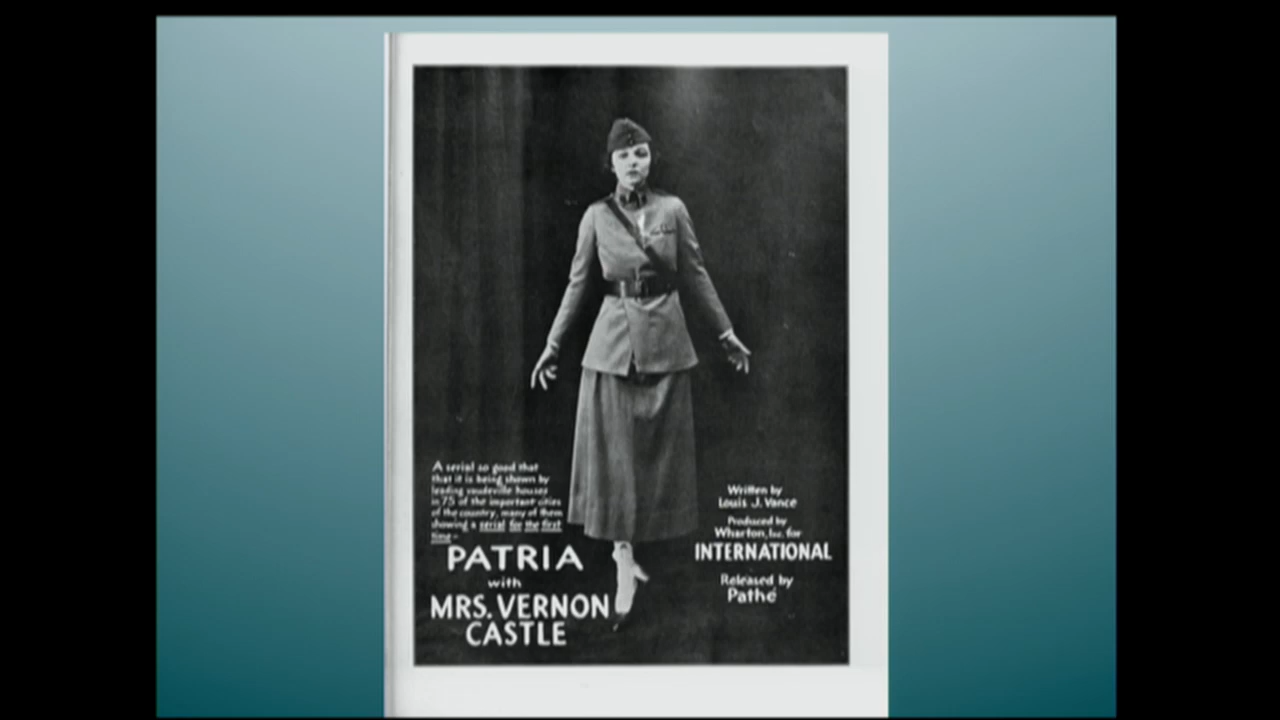 A serial so good that
that it is being shown by
leading vaudeville houses
in 75 of the important cities
of the country, many of them
showing a serial for the first
time-
PATRIA
with
MRS. VERNON
CASTLE
Written by
Louis J. Vance
Produced by
Wharton, Inc. for
INTERNATIONAL
Released by
Pathé